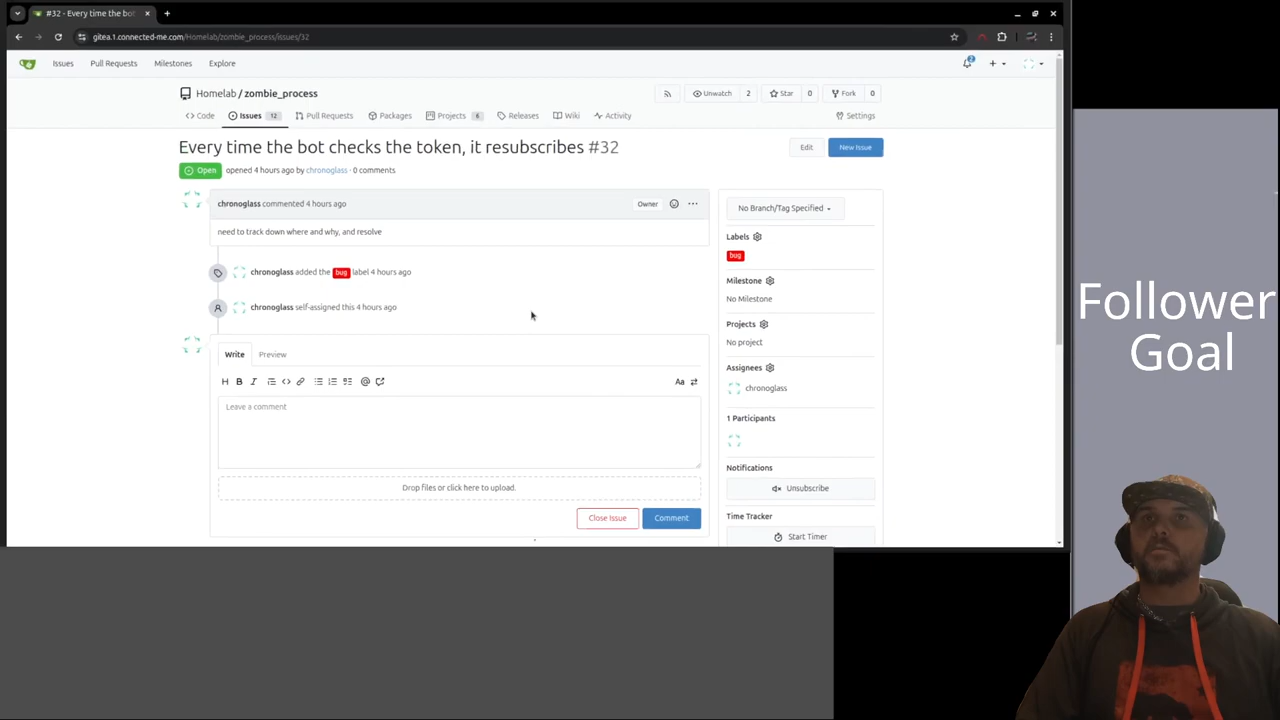 #32 - Every time the bot
gitea.1.connected-me.com/Homelab/zombie_process/issues/32
Issues Pull Requests Milestones Explore
2
Homelab / zombie_process
Unwatch 2 Star 0 Fork 0
Code Issues 12 Pull Requests Packages Projects 6 Releases Wiki Activity Settings
Every time the bot checks the token, it resubscribes #32
Edit New Issue
Open opened 4 hours ago by chronoglass · 0 comments
chronoglass commented 4 hours ago Owner
need to track down where and why, and resolve
chronoglass added the bug label 4 hours ago
chronoglass self-assigned this 4 hours ago
Write Preview
H B I Aa
Leave a comment
Drop files or click here to upload.
Close Issue Comment
No Branch/Tag Specified
Labels
bug
Milestone
No Milestone
Projects
No project
Assignees
chronoglass
1 Participants
Notifications
Unsubscribe
Time Tracker
Start Timer
Follower
Goal